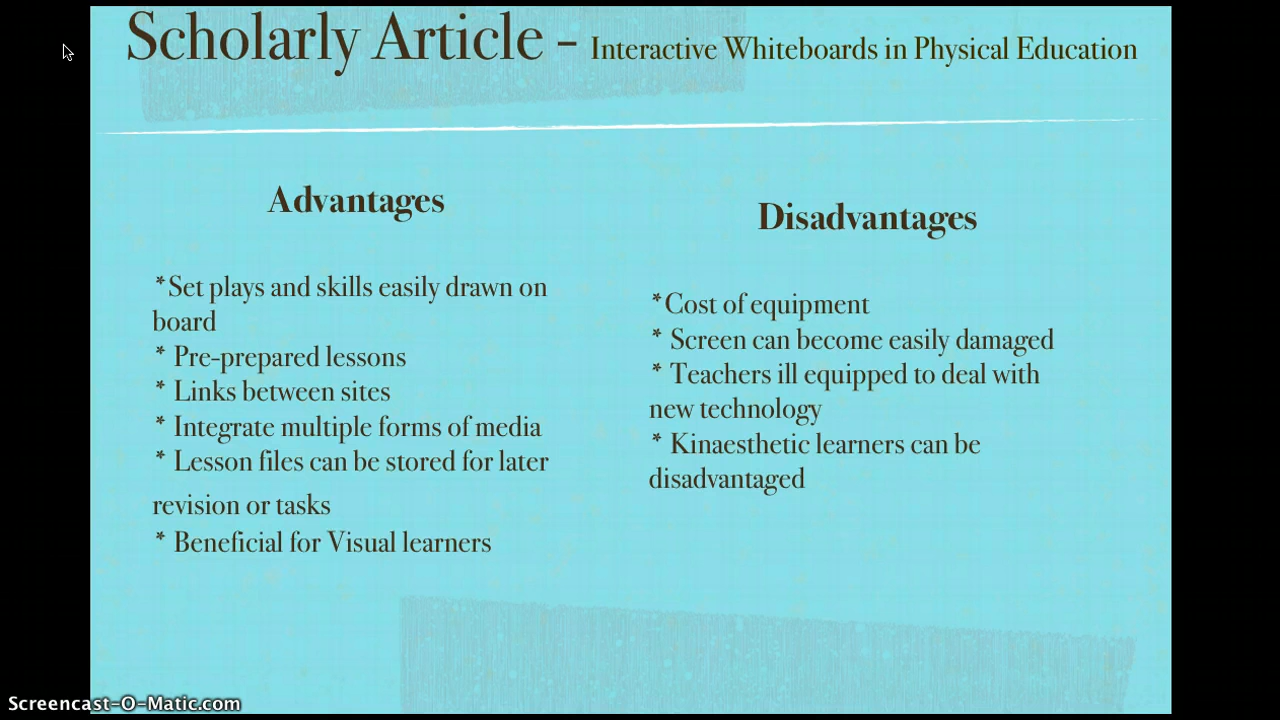 Scholarly Article - Interactive Whiteboards in Physical Education
Advantages
*Set plays and skills easily drawn on
board
* Pre-prepared lessons
* Links between sites
* Integrate multiple forms of media
* Lesson files can be stored for later
revision or tasks
* Beneficial for Visual learners
Disadvantages
*Cost of equipment
* Screen can become easily damaged
* Teachers ill equipped to deal with
new technology
* Kinaesthetic learners can be
disadvantaged
Screencast-O-Matic.com